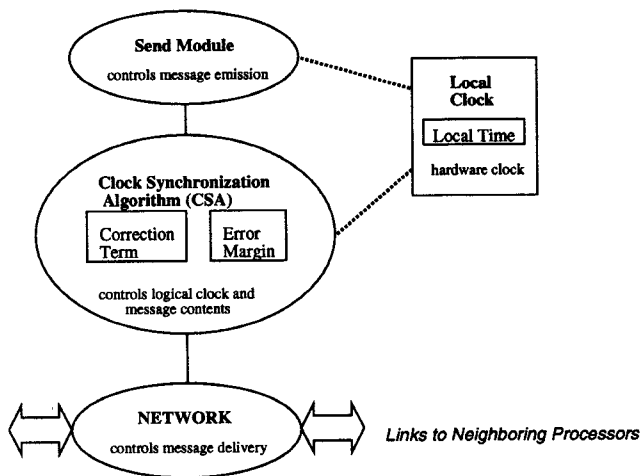 Send Module
controls message emission
Local
Clock
Local Time
hardware clock
Clock Synchronization
Algorithm (CSA)
Correction
Term
Error
Margin
controls logical clock and
message contents
NETWORK
controls message delivery
Links to Neighboring Processors